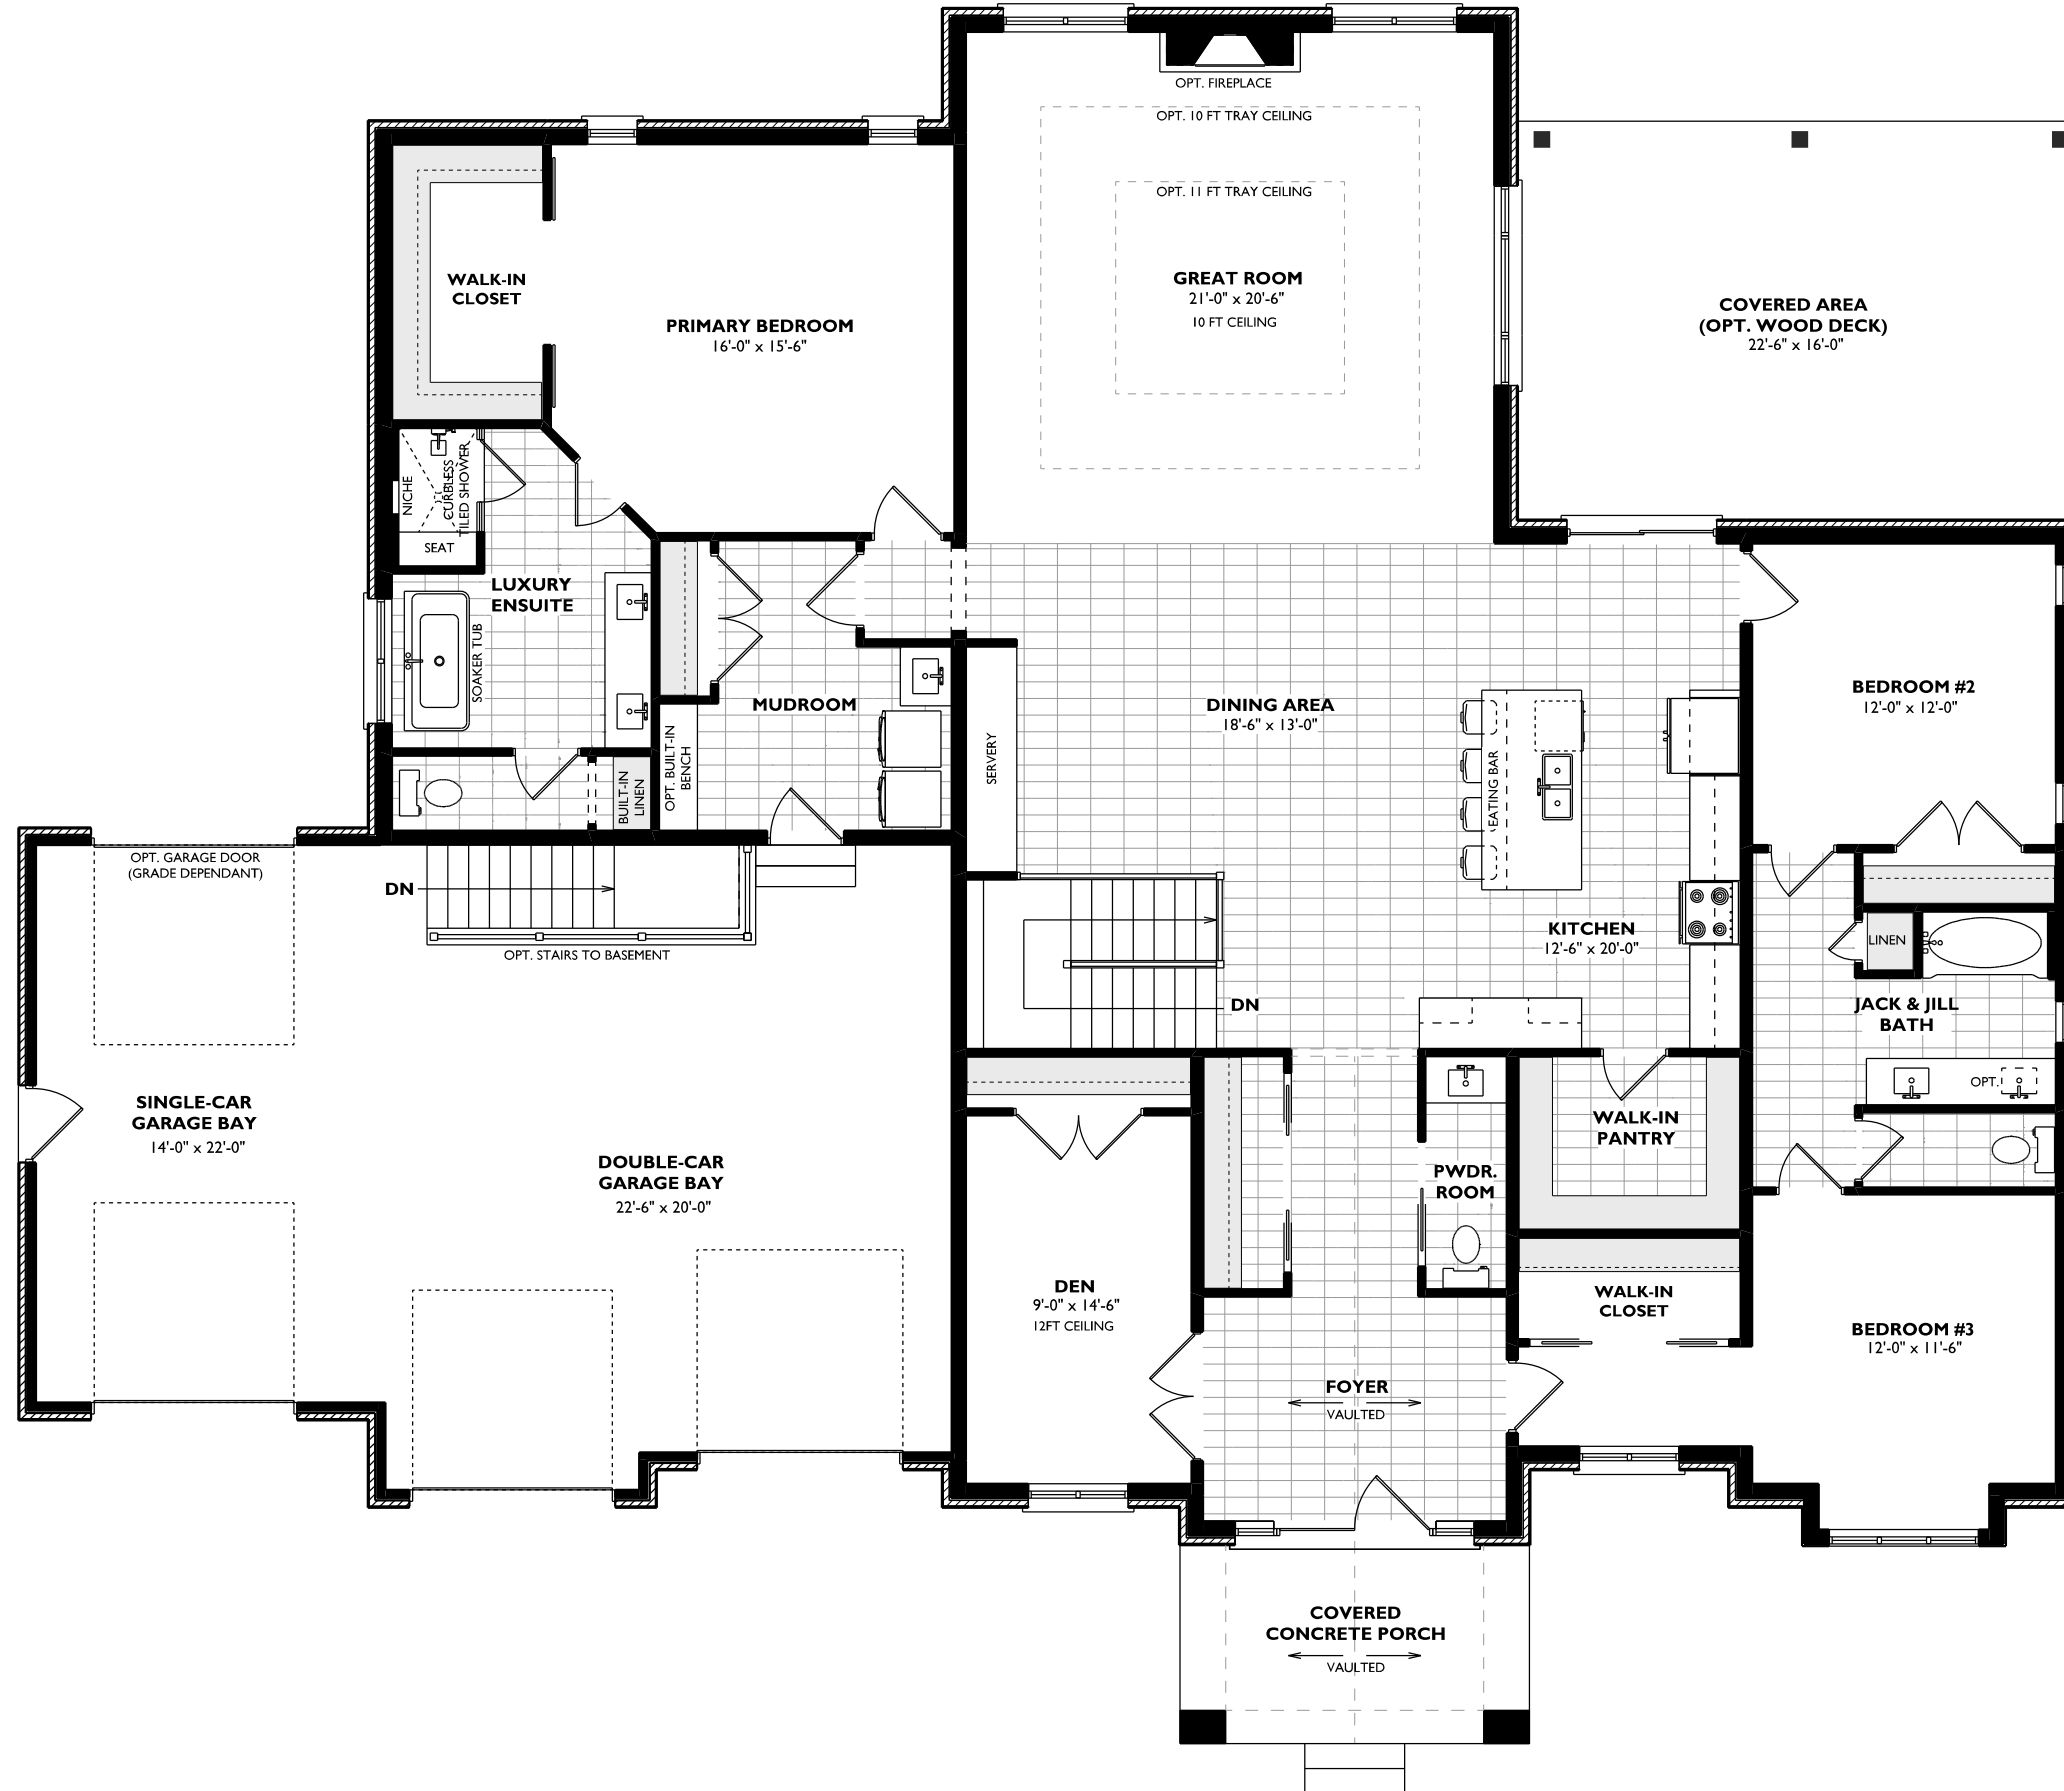 OPT. FIREPLACE
OPT. 10 FT TRAY CEILING
OPT. 11 FT TRAY CEILING
GREAT ROOM
21'-0" x 20'-6"
10 FT CEILING
WALK-IN
CLOSET
PRIMARY BEDROOM
16'-0" x 15'-6"
COVERED AREA
(OPT. WOOD DECK)
22'-6" x 16'-0"
NICHE
CURBLESS
TILED SHOWER
SEAT
LUXURY
ENSUITE
SOAKER TUB
MUDROOM
OPT. BUILT-IN
BENCH
BUILT-IN
LINEN
SERVERY
DINING AREA
18'-6" x 13'-0"
EATING BAR
BEDROOM #2
12'-0" x 12'-0"
OPT. GARAGE DOOR
(GRADE DEPENDANT)
DN
OPT. STAIRS TO BASEMENT
KITCHEN
12'-6" x 20'-0"
LINEN
DN
JACK & JILL
BATH
OPT.
SINGLE-CAR
GARAGE BAY
14'-0" x 22'-0"
DOUBLE-CAR
GARAGE BAY
22'-6" x 20'-0"
WALK-IN
PANTRY
PWDR.
ROOM
DEN
9'-0" x 14'-6"
12FT CEILING
WALK-IN
CLOSET
BEDROOM #3
12'-0" x 11'-6"
FOYER
VAULTED
COVERED
CONCRETE PORCH
VAULTED